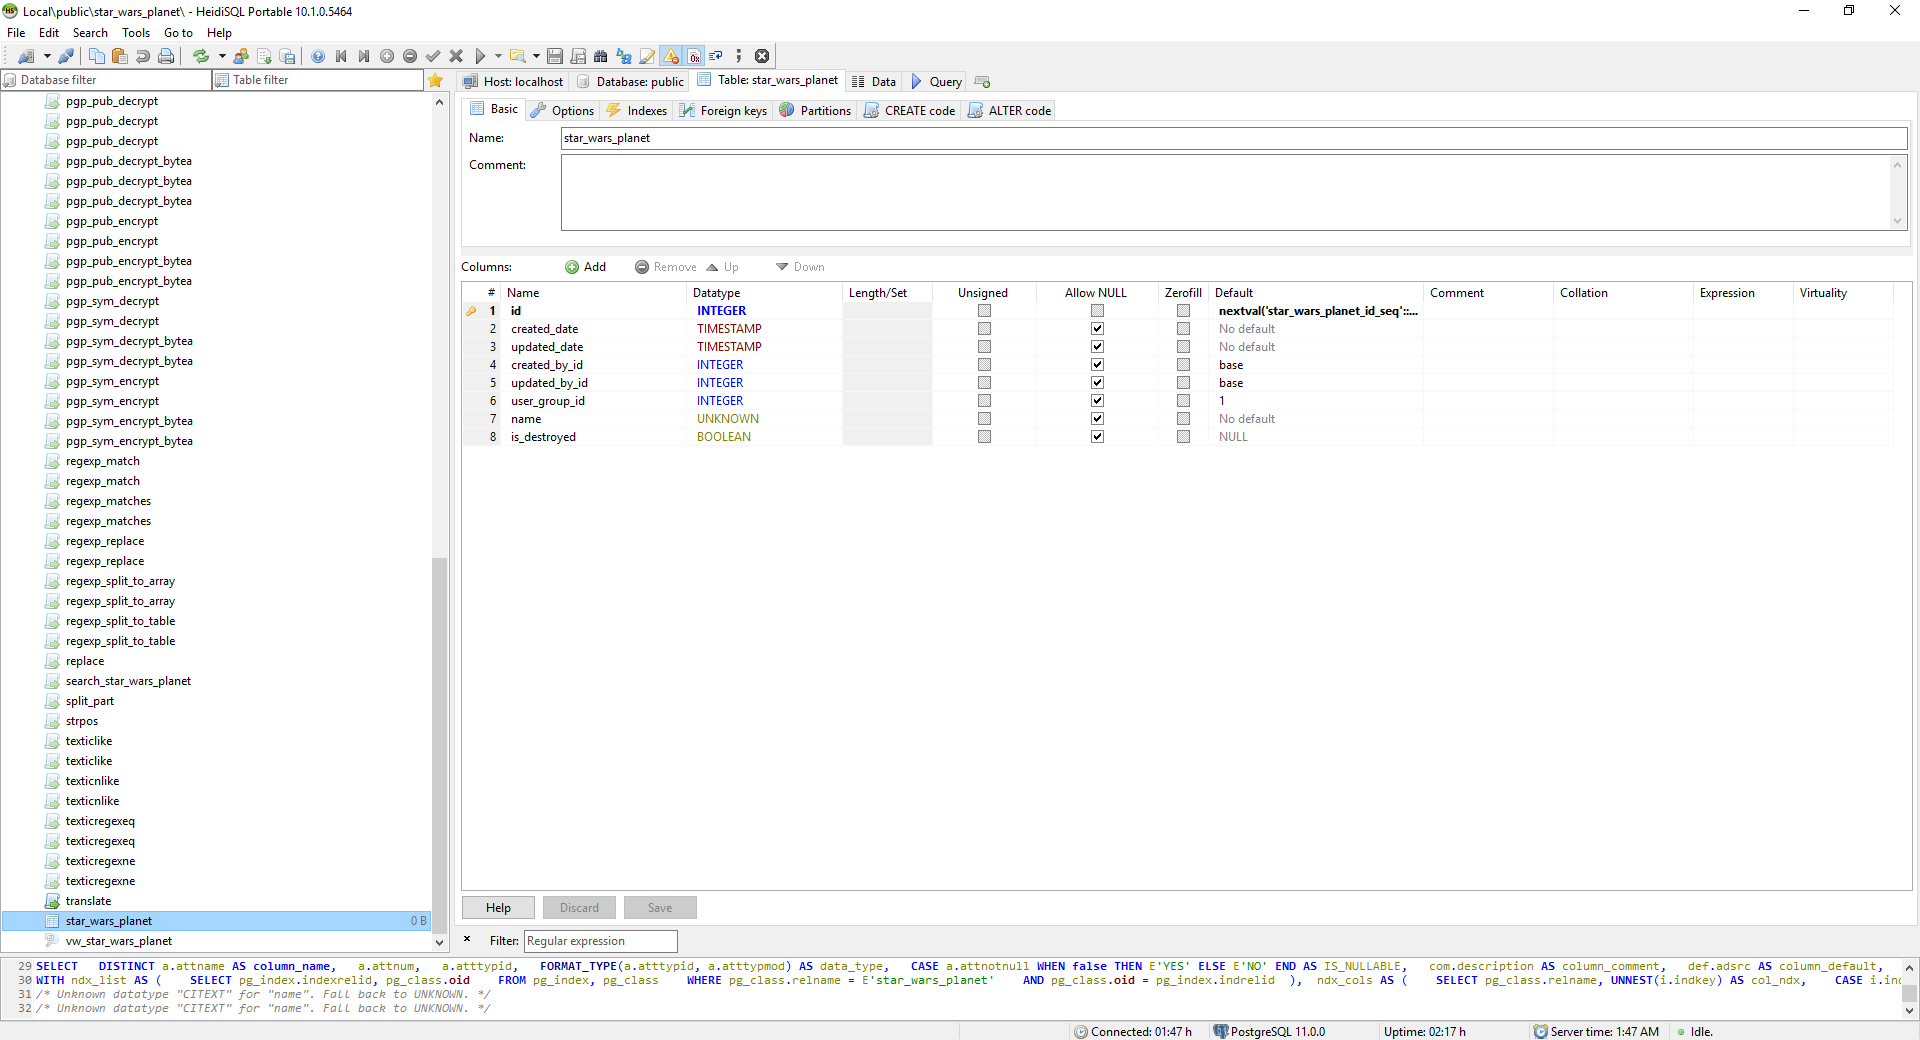 Local\public\star_wars_planet\ - HeidiSQL Portable 10.1.0.5464
File Edit Search Tools Go to Help
Database filter
Table filter
Host: localhost Database: public Table: star_wars_planet Data Query
pgp_pub_decrypt
pgp_pub_decrypt
pgp_pub_decrypt
pgp_pub_decrypt_bytea
pgp_pub_decrypt_bytea
pgp_pub_decrypt_bytea
pgp_pub_encrypt
pgp_pub_encrypt
pgp_pub_encrypt_bytea
pgp_pub_encrypt_bytea
pgp_sym_decrypt
pgp_sym_decrypt
pgp_sym_decrypt_bytea
pgp_sym_decrypt_bytea
pgp_sym_encrypt
pgp_sym_encrypt
pgp_sym_encrypt_bytea
pgp_sym_encrypt_bytea
regexp_match
regexp_match
regexp_matches
regexp_matches
regexp_replace
regexp_replace
regexp_split_to_array
regexp_split_to_array
regexp_split_to_table
regexp_split_to_table
replace
search_star_wars_planet
split_part
strpos
texticlike
texticlike
texticnlike
texticnlike
texticregexeq
texticregexeq
texticregexne
texticregexne
translate
star_wars_planet 0 B
vw_star_wars_planet
Basic Options Indexes Foreign keys Partitions CREATE code ALTER code
Name: star_wars_planet
Comment:
Columns: Add Remove Up Down
# Name Datatype Length/Set Unsigned Allow NULL Zerofill Default Comment Collation Expression Virtuality
1 id INTEGER nextval('star_wars_planet_id_seq'::...
2 created_date TIMESTAMP No default
3 updated_date TIMESTAMP No default
4 created_by_id INTEGER base
5 updated_by_id INTEGER base
6 user_group_id INTEGER 1
7 name UNKNOWN No default
8 is_destroyed BOOLEAN NULL
Help Discard Save
× Filter: Regular expression
29 SELECT DISTINCT a.attname AS column_name, a.attnum, a.atttypid, FORMAT_TYPE(a.atttypid, a.atttypmod) AS data_type, CASE a.attnotnull WHEN false THEN E'YES' ELSE E'NO' END AS IS_NULLABLE, com.description AS column_comment, def.adsrc AS column_default,
30 WITH ndx_list AS ( SELECT pg_index.indexrelid, pg_class.oid FROM pg_index, pg_class WHERE pg_class.relname = E'star_wars_planet' AND pg_class.oid = pg_index.indrelid ), ndx_cols AS ( SELECT pg_class.relname, UNNEST(i.indkey) AS col_ndx, CASE i.ind
31 /* Unknown datatype "CITEXT" for "name". Fall back to UNKNOWN. */
32 /* Unknown datatype "CITEXT" for "name". Fall back to UNKNOWN. */
Connected: 01:47 h PostgreSQL 11.0.0 Uptime: 02:17 h Server time: 1:47 AM Idle.